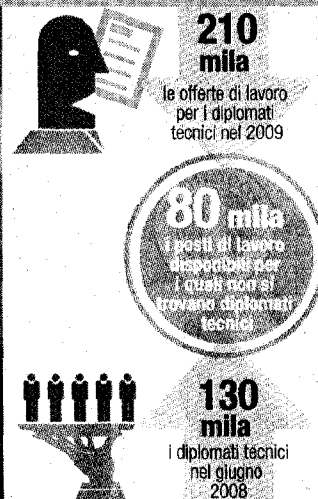 210
mila
le offerte di lavoro
per i diplomati
tecnici nel 2009
80 mila
i posti di lavoro
disponibili per
i quali non si
trovano diplomati
tecnici
130
mila
i diplomati tecnici
nel giugno
2008